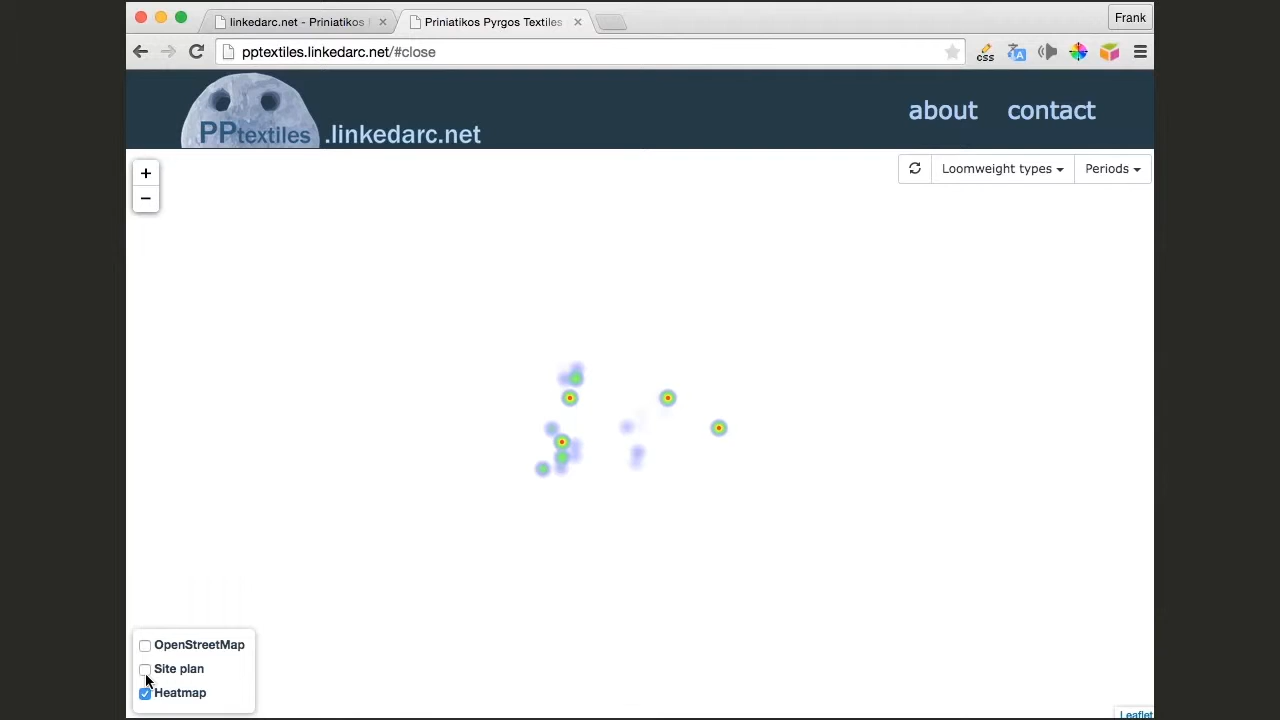 linkedarc.net - Priniatikos
Priniatikos Pyrgos Textiles
Frank
pptextiles.linkedarc.net/#close
css
PPtextiles .linkedarc.net
about
contact
+
Loomweight types
Periods
−
OpenStreetMap
Site plan
Heatmap
Leaflet